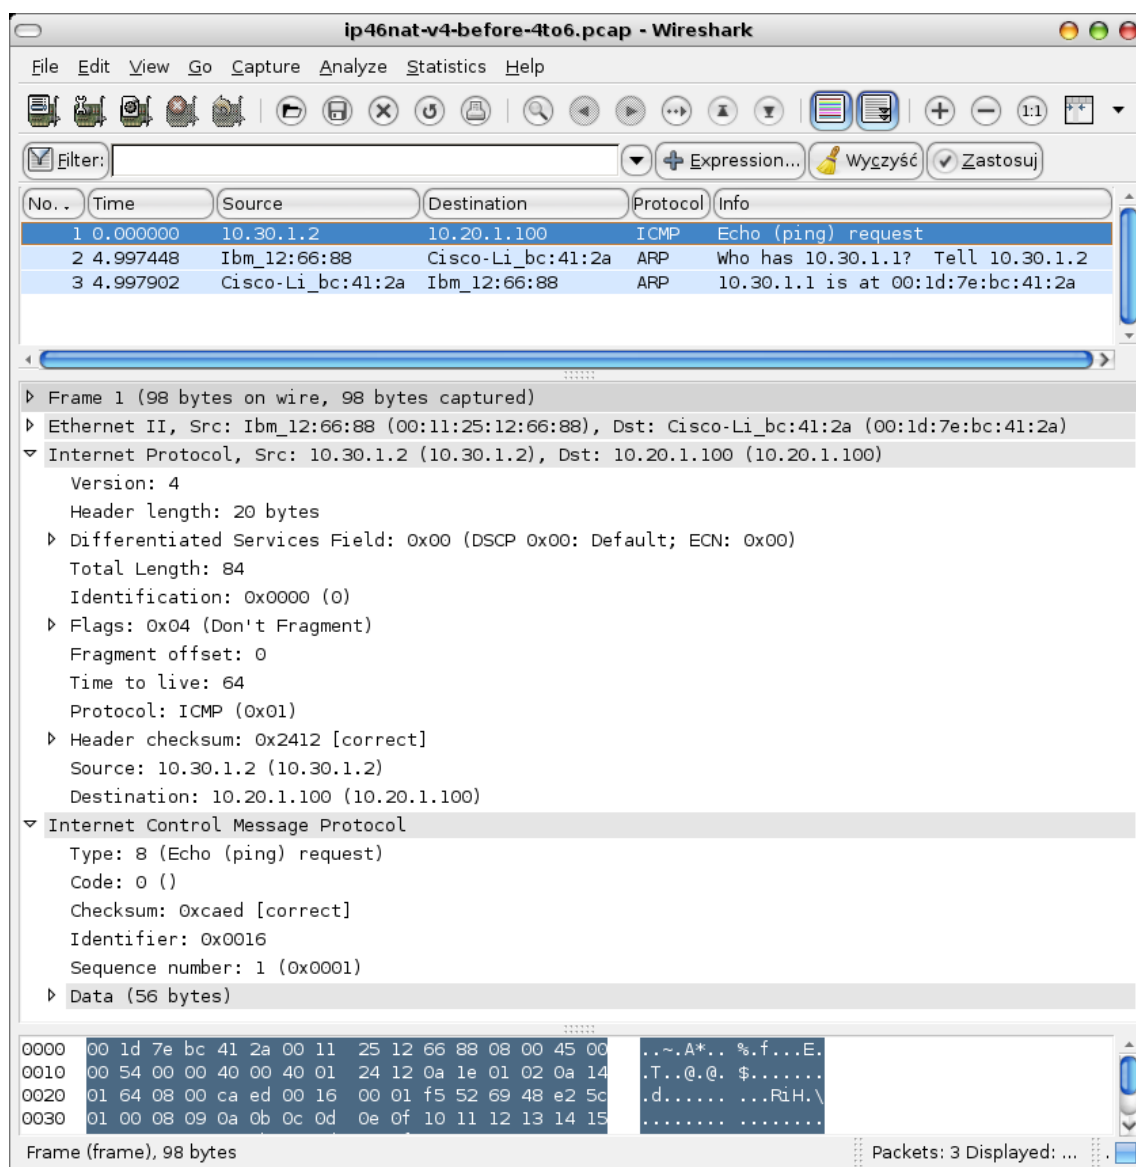 ip46nat-v4-before-4to6.pcap - Wireshark
File Edit View Go Capture Analyze Statistics Help
1:1
Filter: Expression... Wyczyść Zastosuj
No. . Time Source Destination Protocol Info
1 0.000000 10.30.1.2 10.20.1.100 ICMP Echo (ping) request
2 4.997448 Ibm_12:66:88 Cisco-Li_bc:41:2a ARP Who has 10.30.1.1? Tell 10.30.1.2
3 4.997902 Cisco-Li_bc:41:2a Ibm_12:66:88 ARP 10.30.1.1 is at 00:1d:7e:bc:41:2a
Frame 1 (98 bytes on wire, 98 bytes captured)
Ethernet II, Src: Ibm_12:66:88 (00:11:25:12:66:88), Dst: Cisco-Li_bc:41:2a (00:1d:7e:bc:41:2a)
Internet Protocol, Src: 10.30.1.2 (10.30.1.2), Dst: 10.20.1.100 (10.20.1.100)
Version: 4
Header length: 20 bytes
Differentiated Services Field: 0x00 (DSCP 0x00: Default; ECN: 0x00)
Total Length: 84
Identification: 0x0000 (0)
Flags: 0x04 (Don't Fragment)
Fragment offset: 0
Time to live: 64
Protocol: ICMP (0x01)
Header checksum: 0x2412 [correct]
Source: 10.30.1.2 (10.30.1.2)
Destination: 10.20.1.100 (10.20.1.100)
Internet Control Message Protocol
Type: 8 (Echo (ping) request)
Code: 0 ()
Checksum: 0xcaed [correct]
Identifier: 0x0016
Sequence number: 1 (0x0001)
Data (56 bytes)
0000 00 1d 7e bc 41 2a 00 11 25 12 66 88 08 00 45 00 ..~.A*.. %.f...E.
0010 00 54 00 00 40 00 40 01 24 12 0a 1e 01 02 0a 14 .T..@.@. $.......
0020 01 64 08 00 ca ed 00 16 00 01 f5 52 69 48 e2 5c .d...... ...RiH.\
0030 01 00 08 09 0a 0b 0c 0d 0e 0f 10 11 12 13 14 15 ........ ........
Frame (frame), 98 bytes Packets: 3 Displayed: ... .